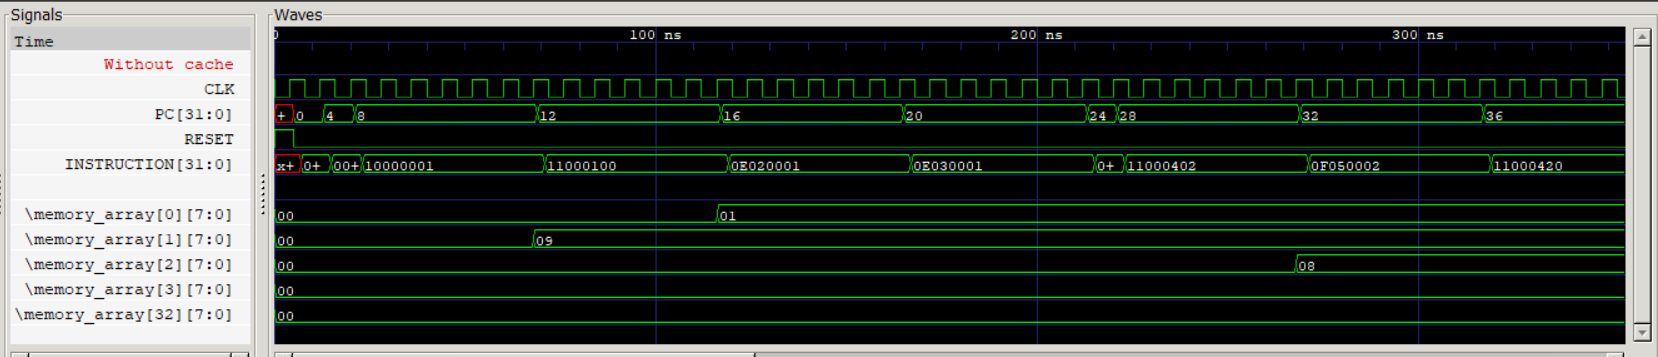 Signals
Waves
Time
0 100 ns 200 ns 300 ns
Without cache
CLK
PC[31:0] + 0 4 8 12 16 20 24 28 32 36
RESET
INSTRUCTION[31:0] x+ 0+ 00+ 10000001 11000100 0E020001 0E030001 0+ 11000402 0F050002 11000420
\memory_array[0][7:0] 00 01
\memory_array[1][7:0] 00 09
\memory_array[2][7:0] 00 08
\memory_array[3][7:0] 00
\memory_array[32][7:0] 00